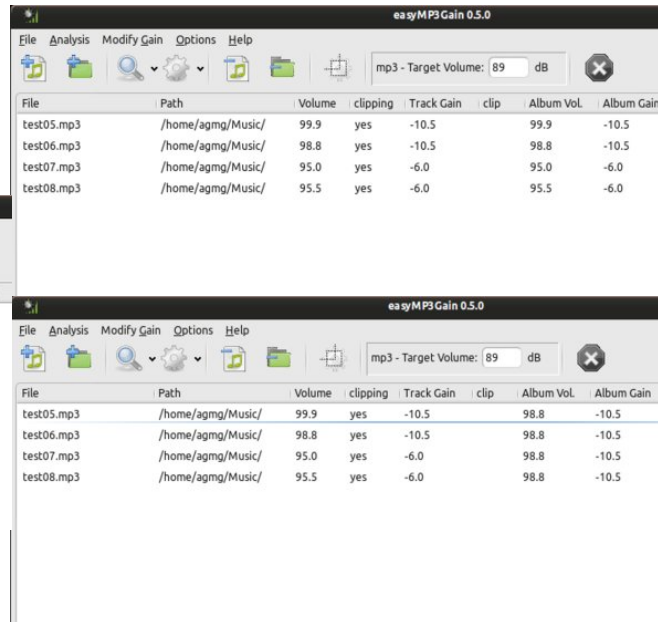 easyMP3Gain 0.5.0
File Analysis Modify Gain Options Help
mp3 - Target Volume: 89 dB
File Path Volume clipping Track Gain clip Album Vol. Album Gain
test05.mp3 /home/agmg/Music/ 99.9 yes -10.5 99.9 -10.5
test06.mp3 /home/agmg/Music/ 98.8 yes -10.5 98.8 -10.5
test07.mp3 /home/agmg/Music/ 95.0 yes -6.0 95.0 -6.0
test08.mp3 /home/agmg/Music/ 95.5 yes -6.0 95.5 -6.0
easyMP3Gain 0.5.0
File Analysis Modify Gain Options Help
mp3 - Target Volume: 89 dB
File Path Volume clipping Track Gain clip Album Vol. Album Gain
test05.mp3 /home/agmg/Music/ 99.9 yes -10.5 98.8 -10.5
test06.mp3 /home/agmg/Music/ 98.8 yes -10.5 98.8 -10.5
test07.mp3 /home/agmg/Music/ 95.0 yes -6.0 98.8 -10.5
test08.mp3 /home/agmg/Music/ 95.5 yes -6.0 98.8 -10.5